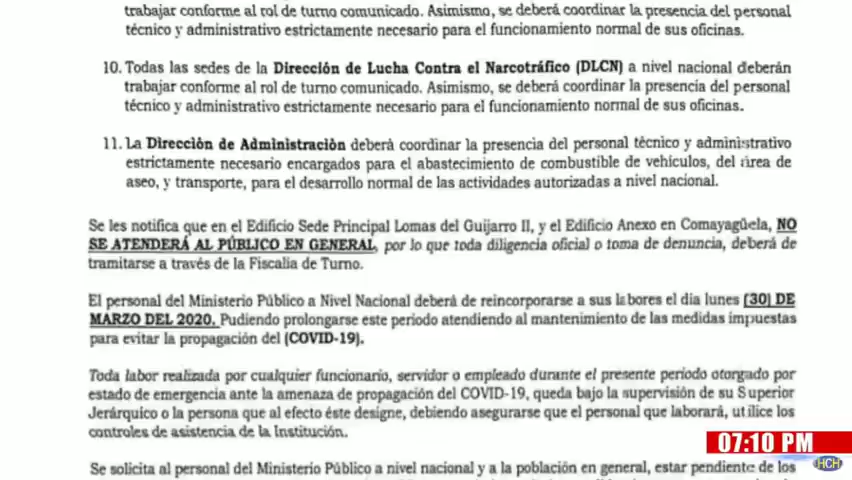 trabajar conforme al rol de turno comunicado. Asimismo, se deberá coordinar la presencia del personal
técnico y administrativo estrictamente necesario para el funcionamiento normal de sus oficinas.
10. Todas las sedes de la Dirección de Lucha Contra el Narcotráfico (DLCN) a nivel nacional deberán
trabajar conforme al rol de turno comunicado. Asimismo, se deberá coordinar la presencia del personal
técnico y administrativo estrictamente necesario para el funcionamiento normal de sus oficinas.
11. La Dirección de Administración deberá coordinar la presencia del personal técnico y administrativo
estrictamente necesario encargados para el abastecimiento de combustible de vehículos, del área de
aseo, y transporte, para el desarrollo normal de las actividades autorizadas a nivel nacional.
Se les notifica que en el Edificio Sede Principal Lomas del Guijarro II, y el Edificio Anexo en Comayagüela, NO
SE ATENDERÁ AL PÚBLICO EN GENERAL, por lo que toda diligencia oficial o toma de denuncia, deberá de
tramitarse a través de la Fiscalía de Turno.
El personal del Ministerio Público a Nivel Nacional deberá de reincorporarse a sus labores el día lunes (30) DE
MARZO DEL 2020. Pudiendo prolongarse este periodo atendiendo al mantenimiento de las medidas impuestas
para evitar la propagación del (COVID-19).
Toda labor realizada por cualquier funcionario, servidor o empleado durante el presente periodo otorgado por
estado de emergencia ante la amenaza de propagación del COVID-19, queda bajo la supervisión de su Superior
Jerárquico o la persona que al efecto éste designe, debiendo asegurarse que el personal que laborará, utilice los
controles de asistencia de la Institución.
Se solicita al personal del Ministerio Público a nivel nacional y a la población en general, estar pendiente de los
07:10 PM
HCH